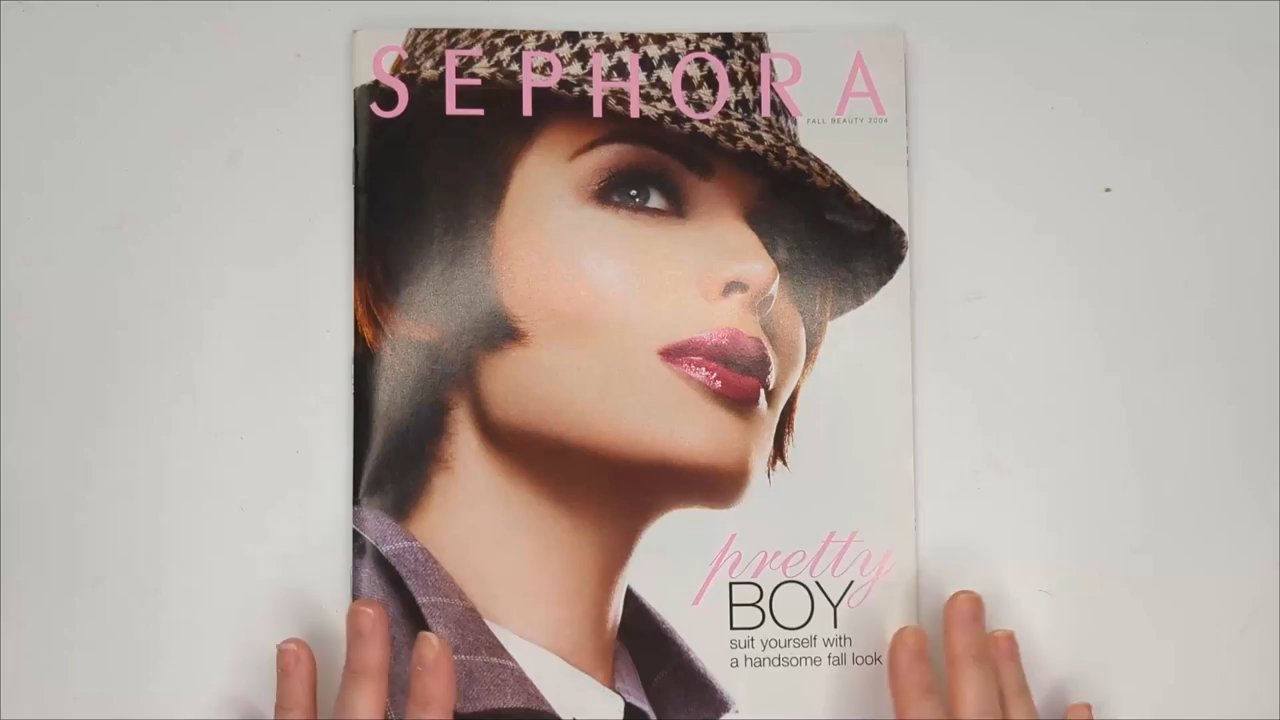 SEPHORA
FALL BEAUTY 2004
pretty
BOY
suit yourself with
a handsome fall look